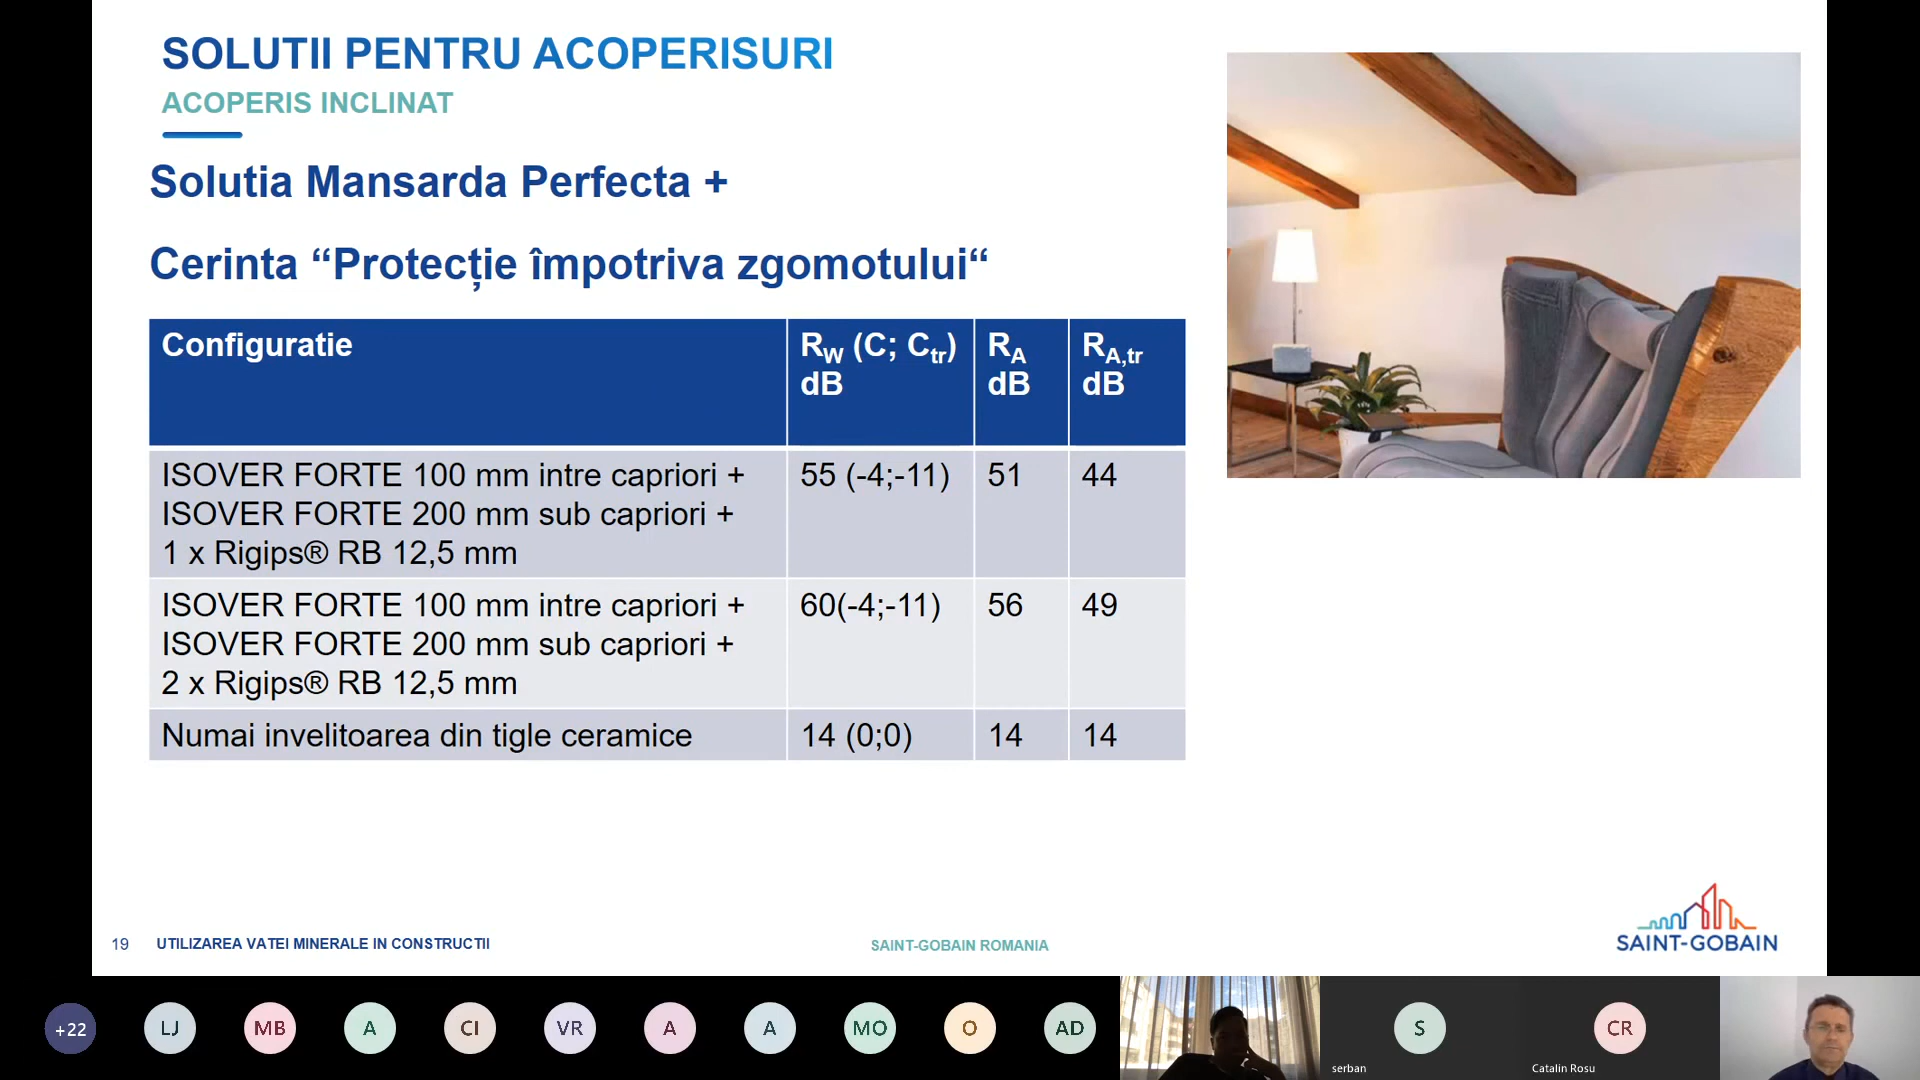 SOLUTII PENTRU ACOPERISURI
ACOPERIS INCLINAT
Solutia Mansarda Perfecta +
Cerinta “Protecție împotriva zgomotului“
Configuratie
RW (C; Ctr)
dB
RA
dB
RA,tr
dB
ISOVER FORTE 100 mm intre capriori +
ISOVER FORTE 200 mm sub capriori +
1 x Rigips® RB 12,5 mm
55 (-4;-11)
51
44
ISOVER FORTE 100 mm intre capriori +
ISOVER FORTE 200 mm sub capriori +
2 x Rigips® RB 12,5 mm
60(-4;-11)
56
49
Numai invelitoarea din tigle ceramice
14 (0;0)
14
14
19
UTILIZAREA VATEI MINERALE IN CONSTRUCTII
SAINT-GOBAIN ROMANIA
SAINT-GOBAIN
+22
LJ
MB
A
CI
VR
A
A
MO
O
AD
S
CR
serban
Catalin Rosu